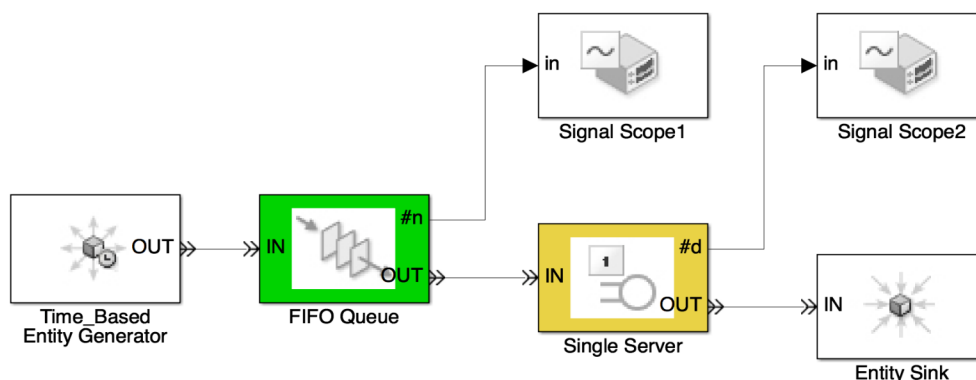 in
Signal Scope1
in
Signal Scope2
OUT
Time_Based
Entity Generator
IN
#n
OUT
FIFO Queue
IN
1
#d
OUT
Single Server
IN
Entity Sink